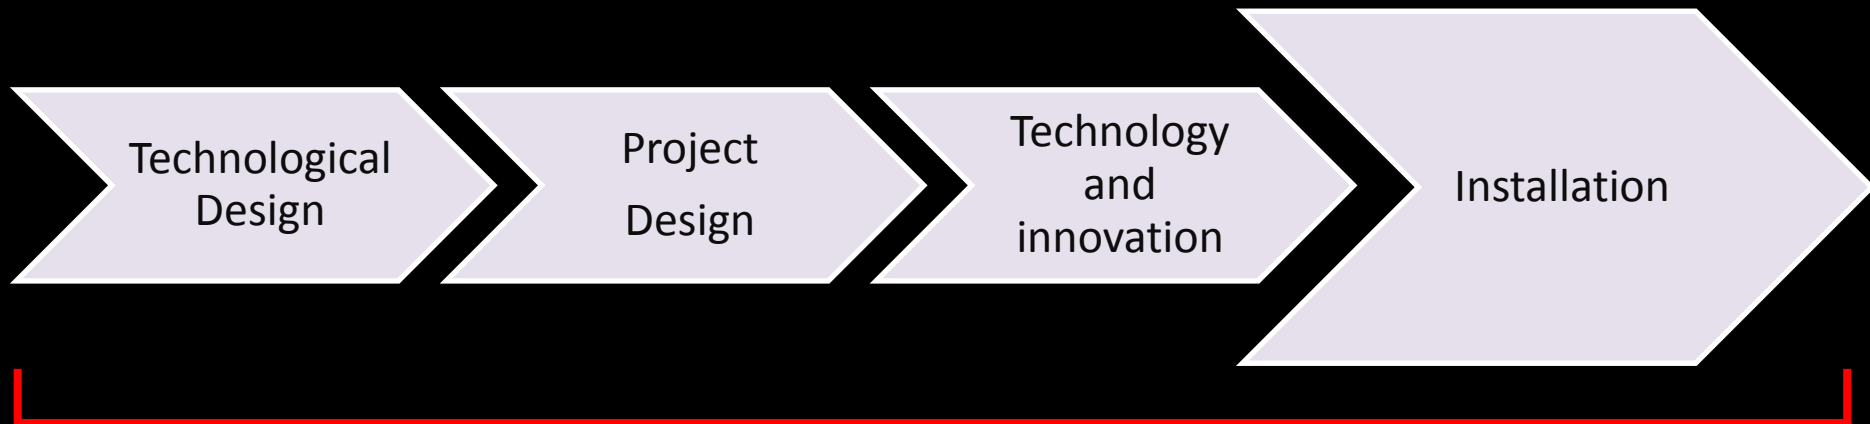 Technological
Design
Project
Design
Technology
and
innovation
Installation